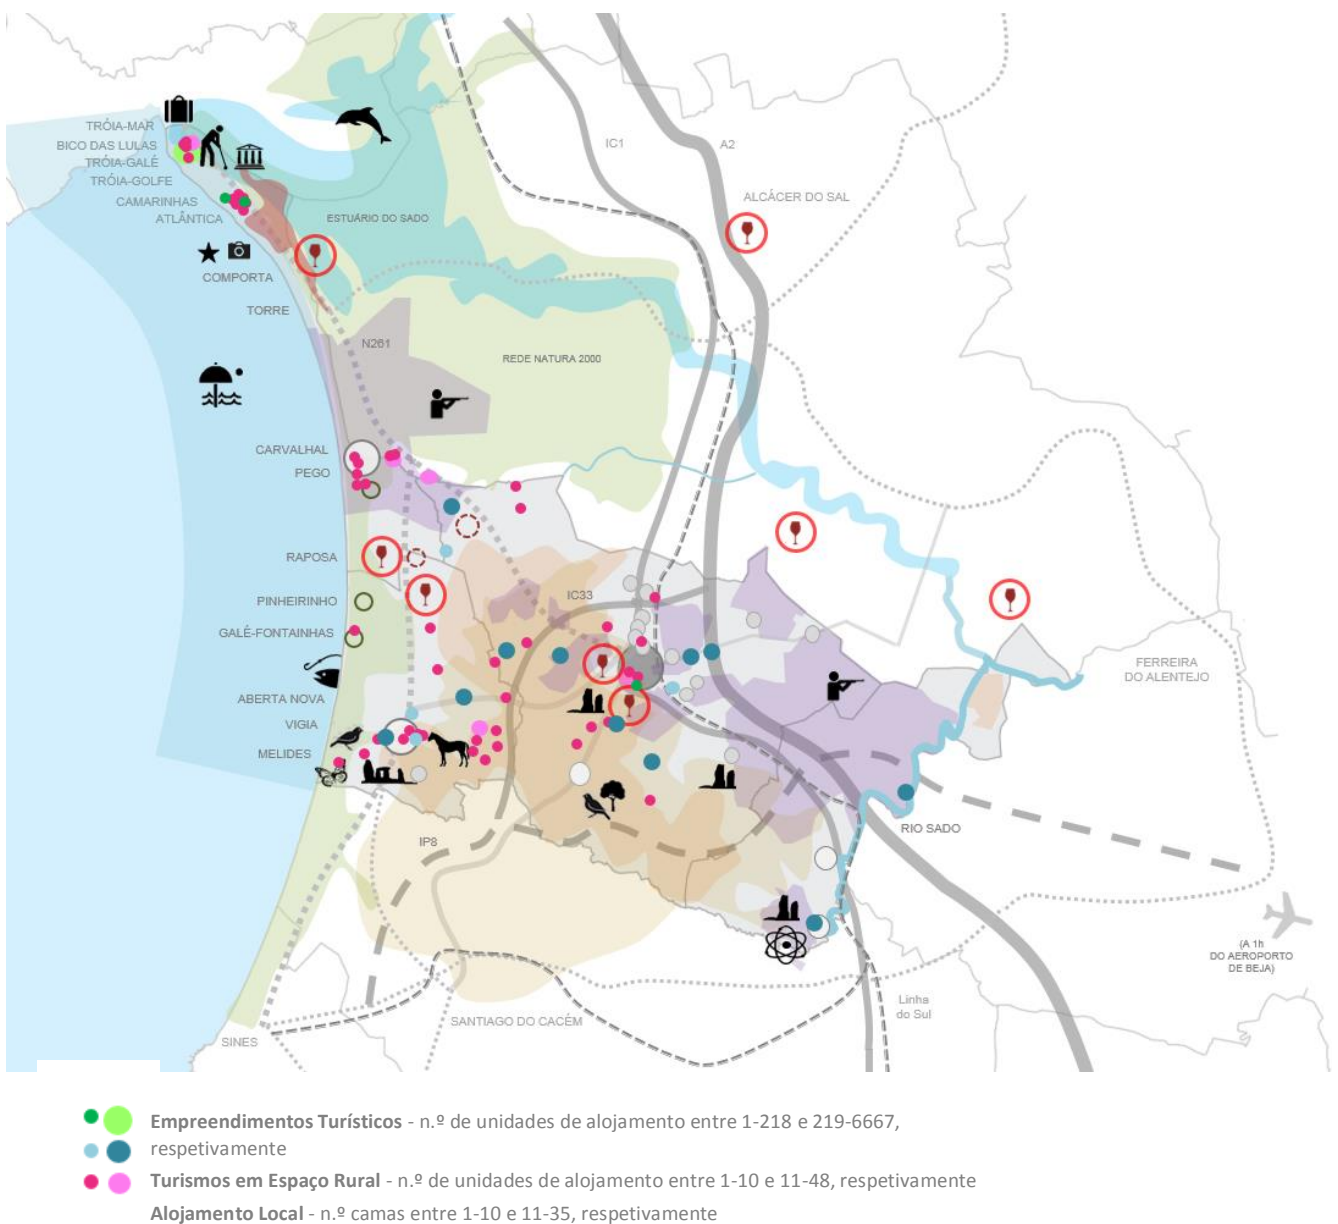 IC1
A2
TRÓIA-MAR
BICO DAS LULAS
TRÓIA-GALÉ
TRÓIA-GOLFE
CAMARINHAS
ATLÂNTICA
ALCÁCER DO SAL
ESTUÁRIO DO SADO
COMPORTA
TORRE
N261
REDE NATURA 2000
CARVALHAL
PEGO
RAPOSA
PINHEIRINHO
IC33
GALÉ-FONTAINHAS
FERREIRA
DO ALENTEJO
ABERTA NOVA
VIGIA
MELIDES
RIO SADO
IP8
(A 1h
DO AEROPORTO
DE BEJA)
Linha
do Sul
SANTIAGO DO CACÉM
SINES
Empreendimentos Turísticos - n.º de unidades de alojamento entre 1-218 e 219-6667,
respetivamente
Turismos em Espaço Rural - n.º de unidades de alojamento entre 1-10 e 11-48, respetivamente
Alojamento Local - n.º camas entre 1-10 e 11-35, respetivamente